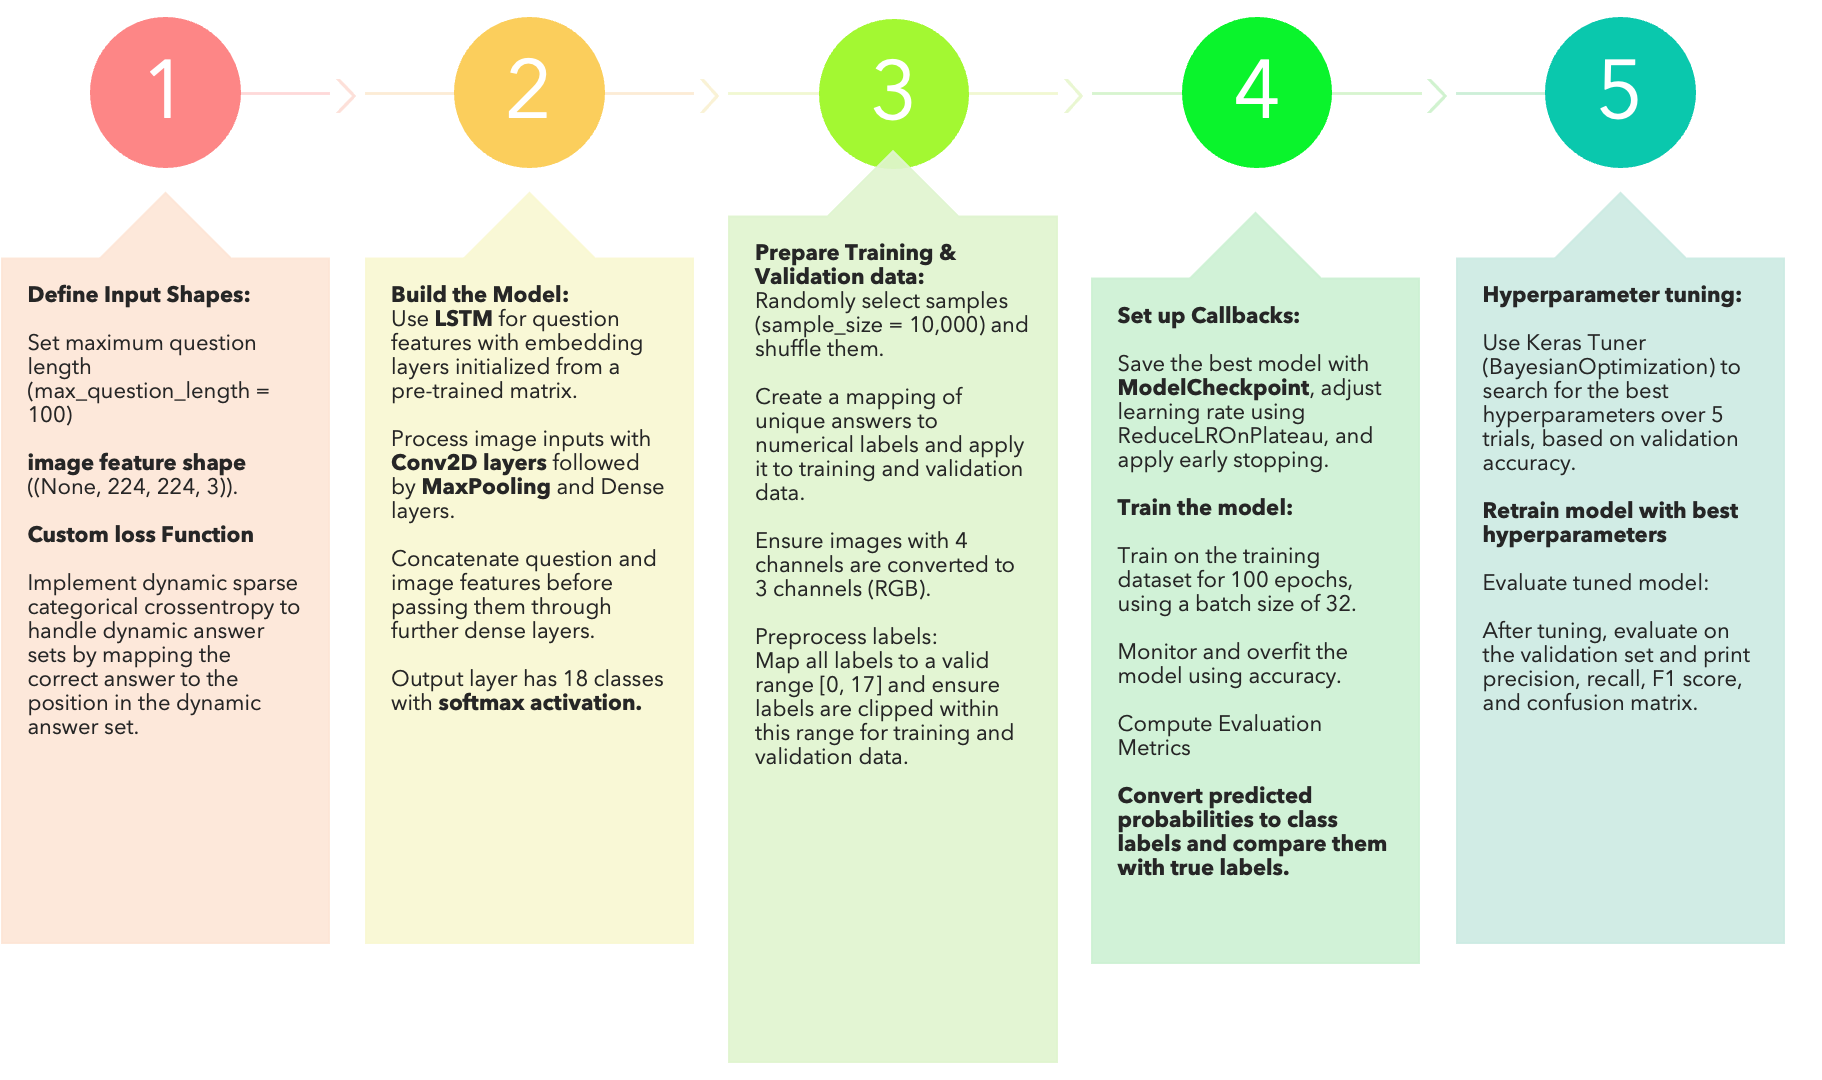 1
2
3
4
5
Define Input Shapes:
Set maximum question
length
(max_question_length =
100)
image feature shape
((None, 224, 224, 3)).
Custom loss Function
Implement dynamic sparse
categorical crossentropy to
handle dynamic answer
sets by mapping the
correct answer to the
position in the dynamic
answer set.
Build the Model:
Use LSTM for question
features with embedding
layers initialized from a
pre-trained matrix.
Process image inputs with
Conv2D layers followed
by MaxPooling and Dense
layers.
Concatenate question and
image features before
passing them through
further dense layers.
Output layer has 18 classes
with softmax activation.
Prepare Training &
Validation data:
Randomly select samples
(sample_size = 10,000) and
shuffle them.
Create a mapping of
unique answers to
numerical labels and apply
it to training and validation
data.
Ensure images with 4
channels are converted to
3 channels (RGB).
Preprocess labels:
Map all labels to a valid
range [0, 17] and ensure
labels are clipped within
this range for training and
validation data.
Set up Callbacks:
Save the best model with
ModelCheckpoint, adjust
learning rate using
ReduceLROnPlateau, and
apply early stopping.
Train the model:
Train on the training
dataset for 100 epochs,
using a batch size of 32.
Monitor and overfit the
model using accuracy.
Compute Evaluation
Metrics
Convert predicted
probabilities to class
labels and compare them
with true labels.
Hyperparameter tuning:
Use Keras Tuner
(BayesianOptimization) to
search for the best
hyperparameters over 5
trials, based on validation
accuracy.
Retrain model with best
hyperparameters
Evaluate tuned model:
After tuning, evaluate on
the validation set and print
precision, recall, F1 score,
and confusion matrix.